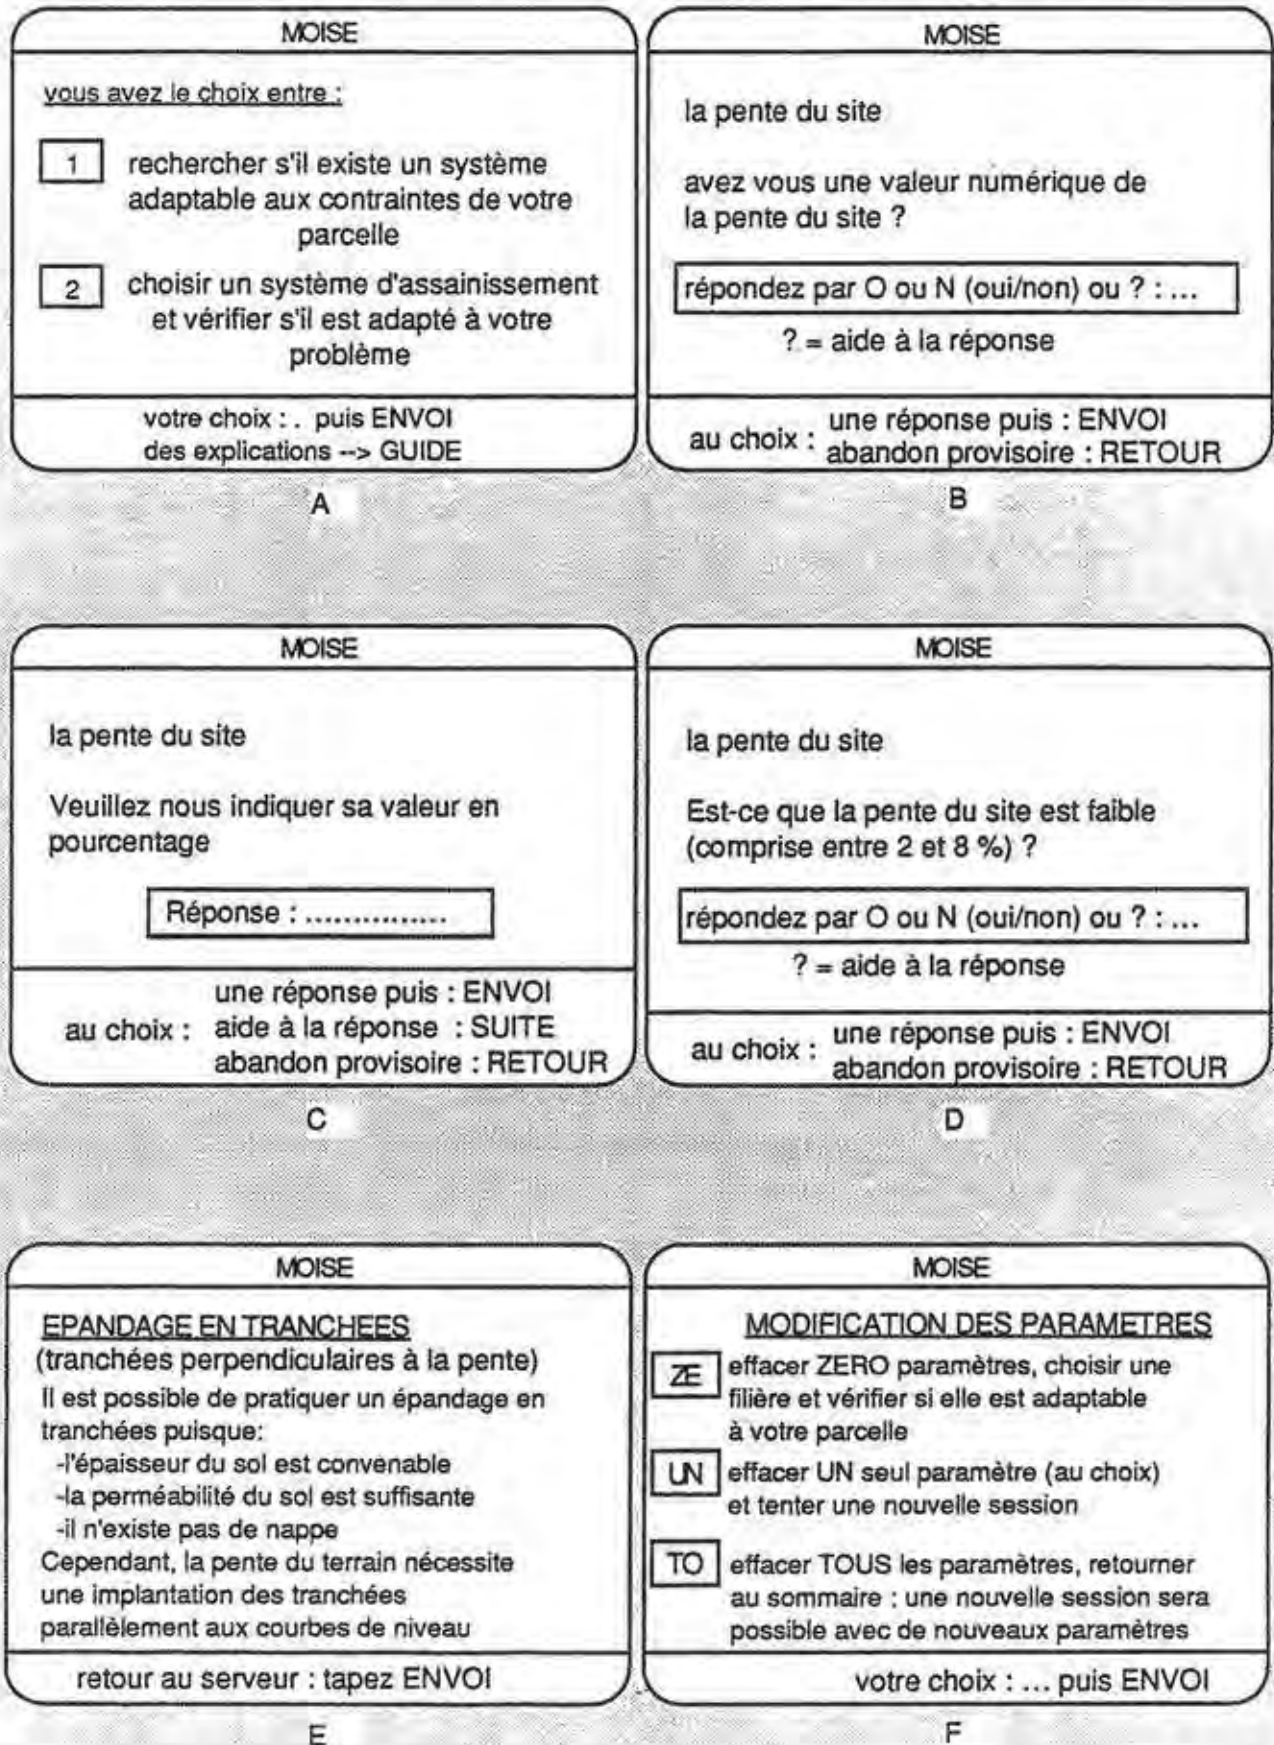 MOISE
vous avez le choix entre :
1 rechercher s'il existe un système
adaptable aux contraintes de votre
parcelle
2 choisir un système d'assainissement
et vérifier s'il est adapté à votre
problème
votre choix : . puis ENVOI
des explications --> GUIDE
A
MOISE
la pente du site
avez vous une valeur numérique de
la pente du site ?
répondez par O ou N (oui/non) ou ? : ...
? = aide à la réponse
une réponse puis : ENVOI
au choix :
abandon provisoire : RETOUR
B
MOISE
la pente du site
Veuillez nous indiquer sa valeur en
pourcentage
Réponse : ...............
une réponse puis : ENVOI
au choix : aide à la réponse : SUITE
abandon provisoire : RETOUR
C
MOISE
la pente du site
Est-ce que la pente du site est faible
(comprise entre 2 et 8 %) ?
répondez par O ou N (oui/non) ou ? : ...
? = aide à la réponse
une réponse puis : ENVOI
au choix :
abandon provisoire : RETOUR
D
MOISE
EPANDAGE EN TRANCHEES
(tranchées perpendiculaires à la pente)
Il est possible de pratiquer un épandage en
tranchées puisque:
-l'épaisseur du sol est convenable
-la perméabilité du sol est suffisante
-il n'existe pas de nappe
Cependant, la pente du terrain nécessite
une implantation des tranchées
parallèlement aux courbes de niveau
retour au serveur : tapez ENVOI
E
MOISE
MODIFICATION DES PARAMETRES
ZE effacer ZERO paramètres, choisir une
filière et vérifier si elle est adaptable
à votre parcelle
UN effacer UN seul paramètre (au choix)
et tenter une nouvelle session
TO effacer TOUS les paramètres, retourner
au sommaire : une nouvelle session sera
possible avec de nouveaux paramètres
votre choix : ... puis ENVOI
F